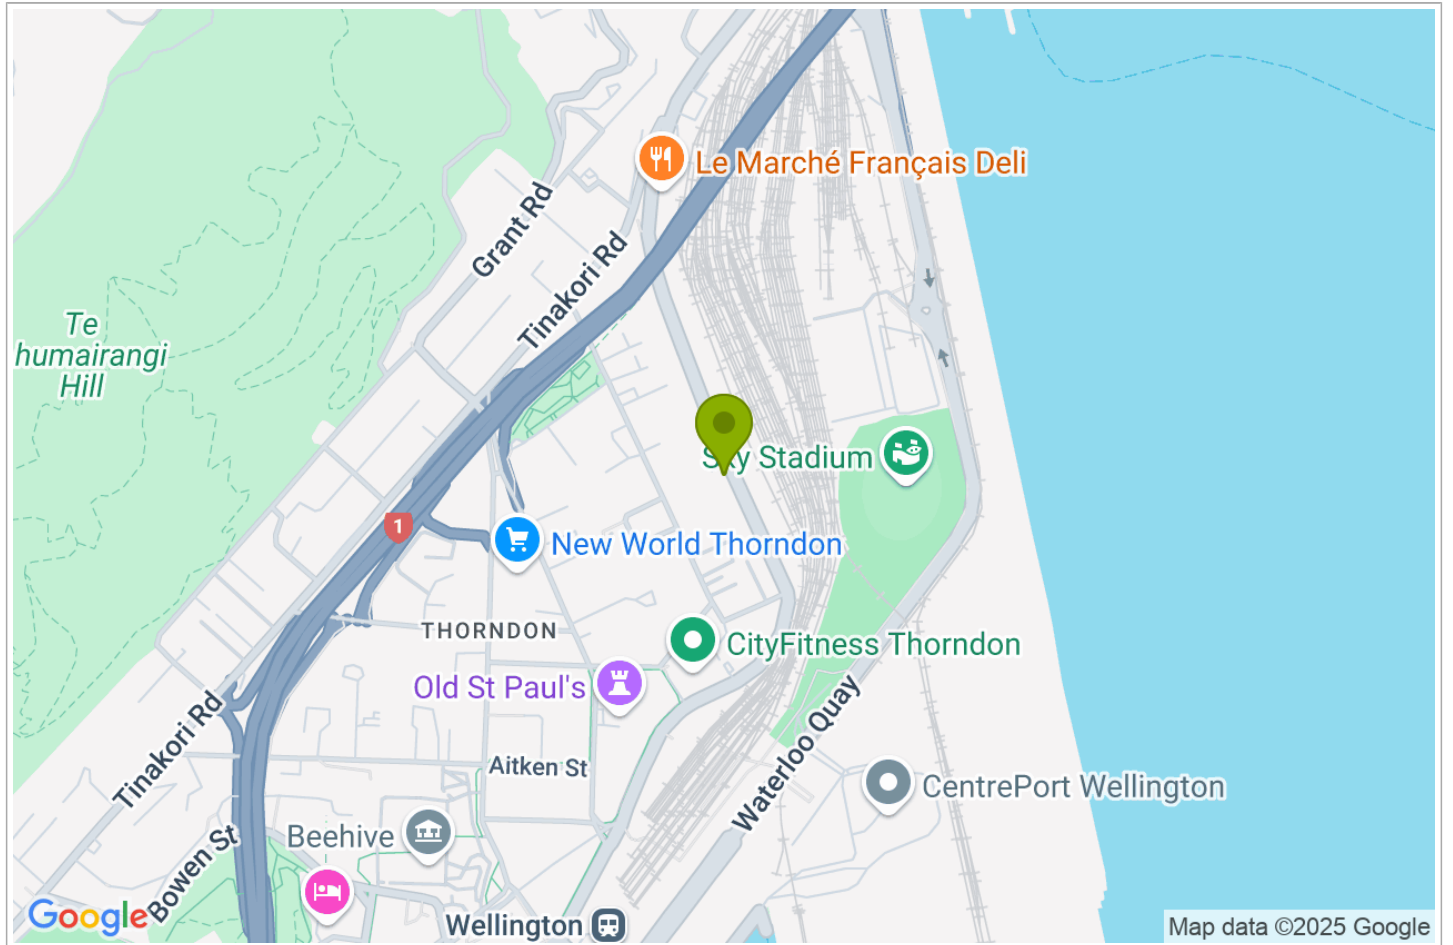 Le Marché Français Deli
Grant Rd
Tinakori Rd
Te
humairangi
Hill
Sky Stadium
1
New World Thorndon
THORNDON
CityFitness Thorndon
Old St Paul's
Tinakori Rd
Aitken St
Waterloo Quay
CentrePort Wellington
Beehive
Bowen St
Google
Wellington
Map data ©2025 Google